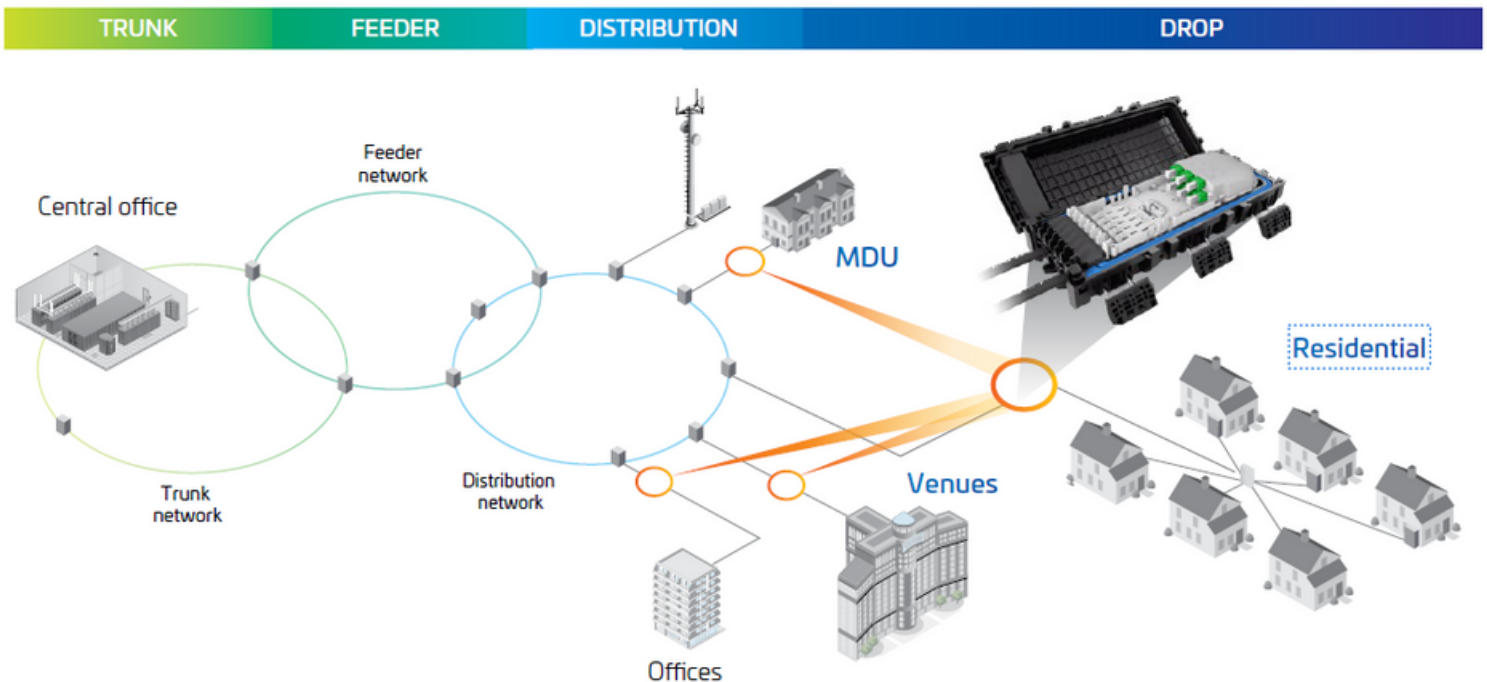 TRUNK
FEEDER
DISTRIBUTION
DROP
Feeder
network
Central office
MDU
Residential
Trunk
network
Distribution
network
Venues
Offices